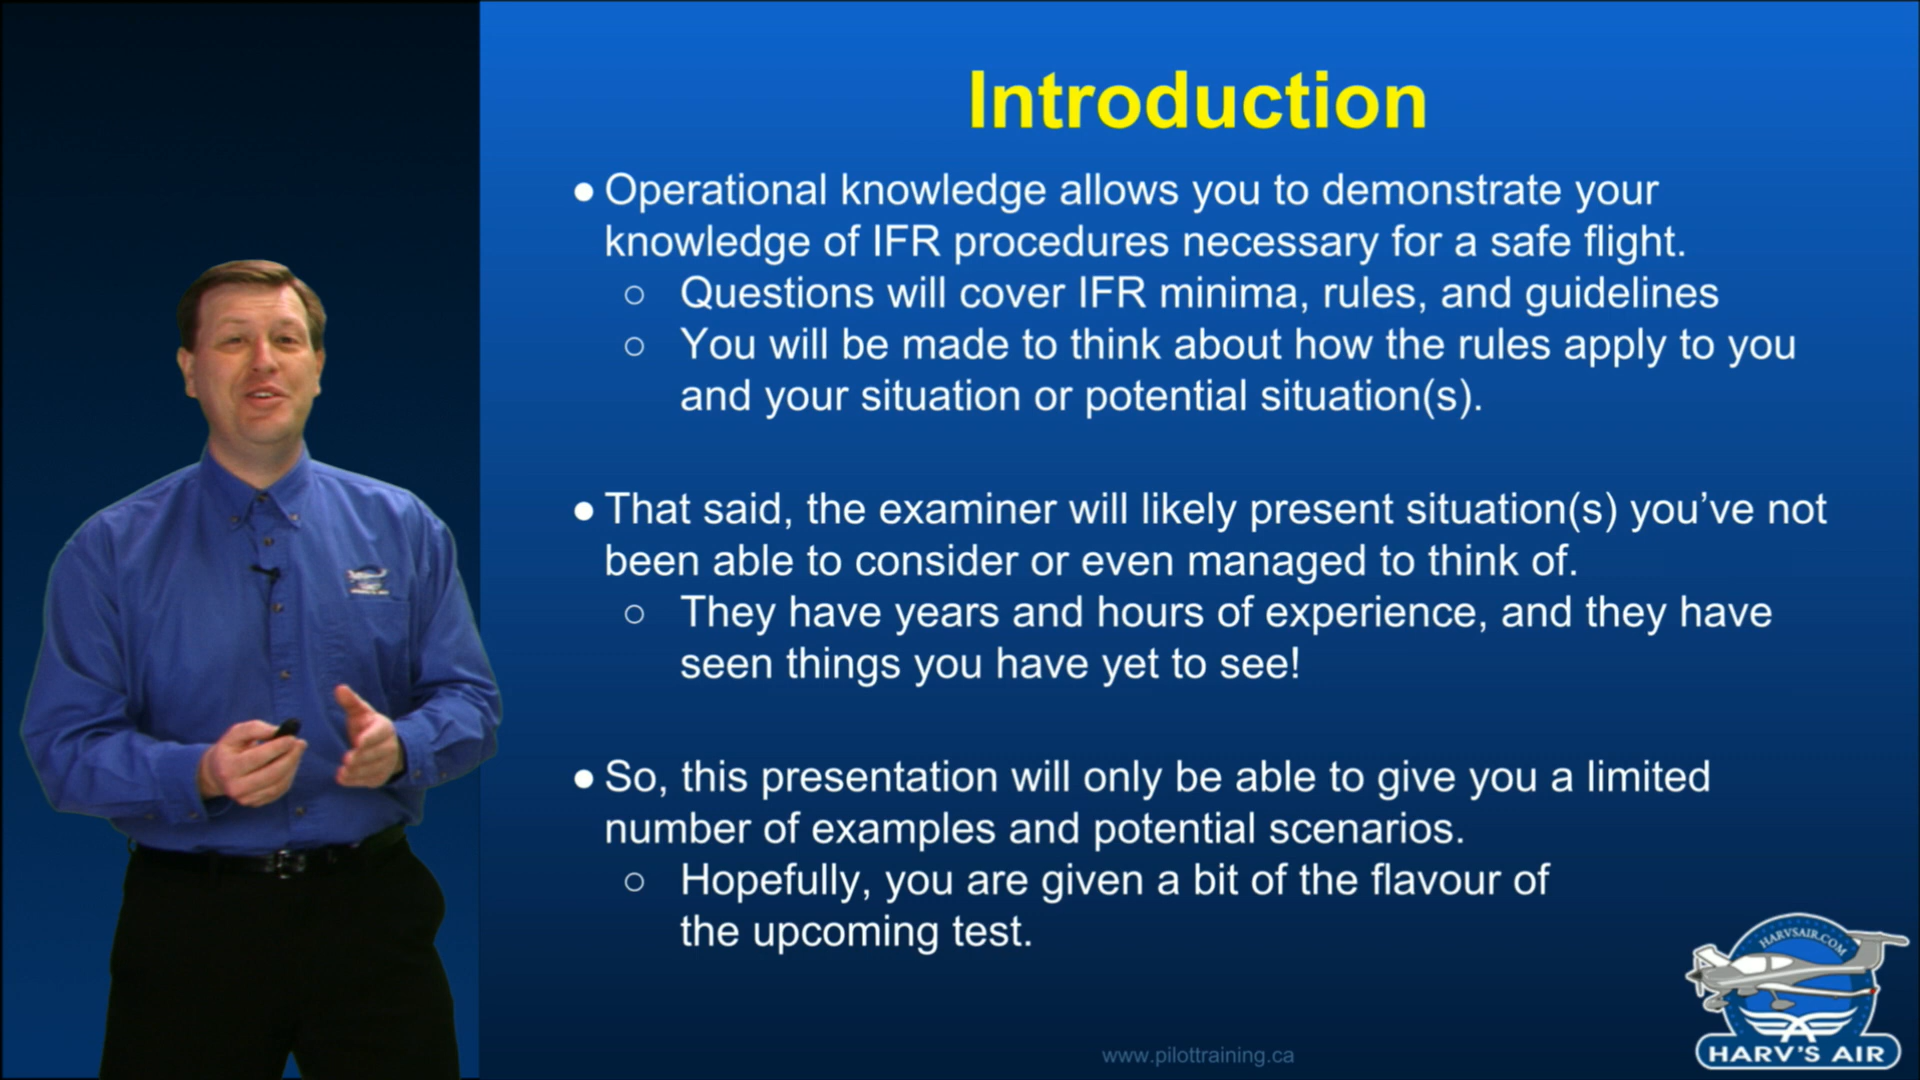 Introduction
● Operational knowledge allows you to demonstrate your
knowledge of IFR procedures necessary for a safe flight.
○ Questions will cover IFR minima, rules, and guidelines
○ You will be made to think about how the rules apply to you
and your situation or potential situation(s).
● That said, the examiner will likely present situation(s) you’ve not
been able to consider or even managed to think of.
○ They have years and hours of experience, and they have
seen things you have yet to see!
● So, this presentation will only be able to give you a limited
number of examples and potential scenarios.
○ Hopefully, you are given a bit of the flavour of
the upcoming test.
HARVSAIR.COM
HARV'S AIR
www.pilottraining.ca